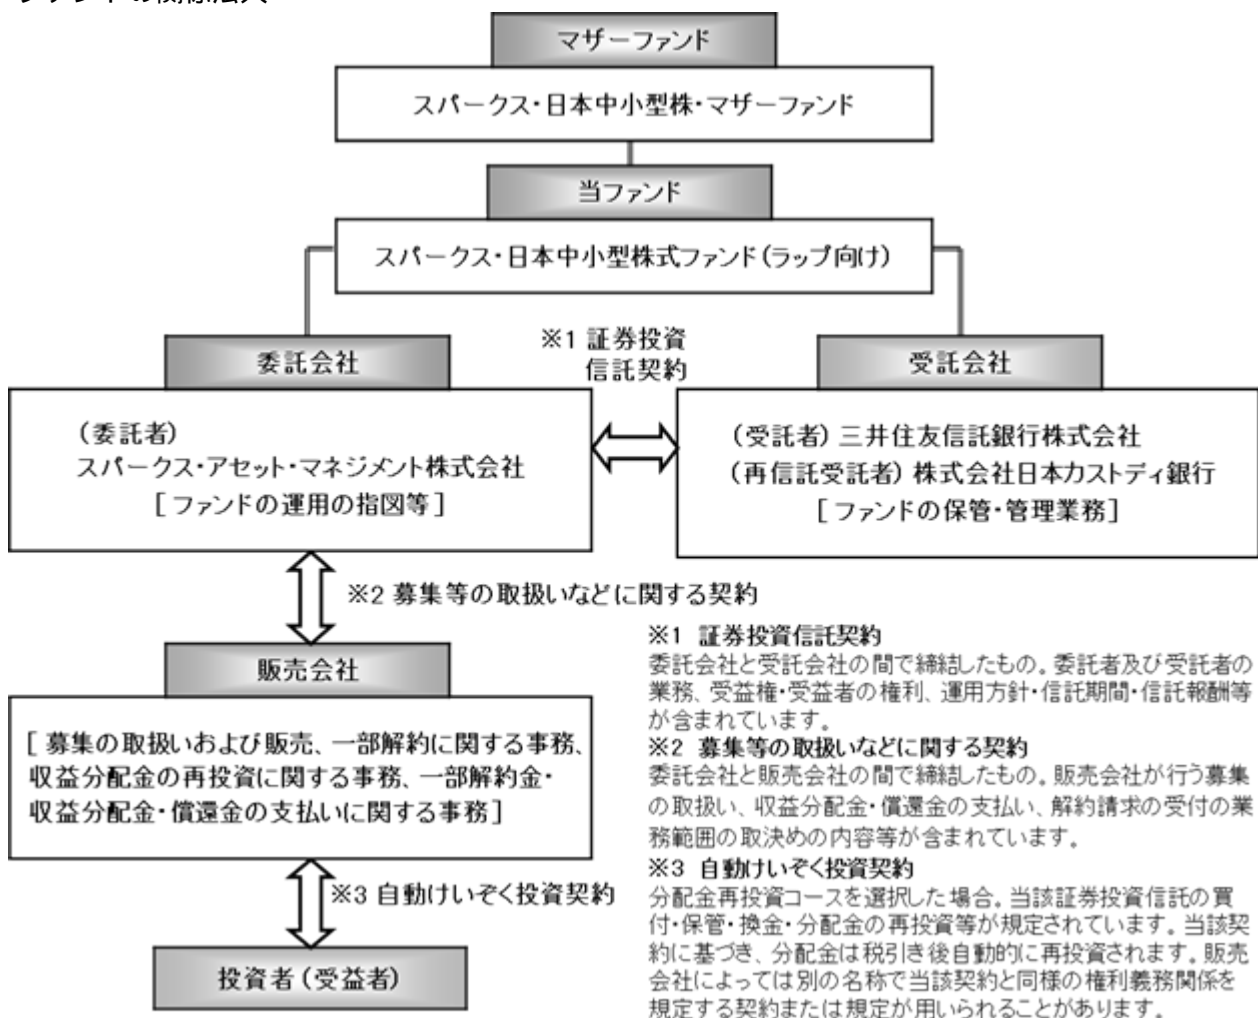 ファンドの関係法人
マザーファンド
スパークス・日本中小型株・マザーファンド
当ファンド
スパークス・日本中小型株式ファンド(ラップ向け)
※1 証券投資
信託契約
委託会社
(委託者)
スパークス・アセット・マネジメント株式会社
[ファンドの運用の指図等]
受託会社
(受託者) 三井住友信託銀行株式会社
(再信託受託者) 株式会社日本カストディ銀行
[ファンドの保管・管理業務]
※2 募集等の取扱いなどに関する契約
販売会社
[募集の取扱いおよび販売、一部解約に関する事務、
収益分配金の再投資に関する事務、一部解約金・
収益分配金・償還金の支払いに関する事務]
※3 自動けいぞく投資契約
投資者(受益者)
※1 証券投資信託契約
委託会社と受託会社の間で締結したもの。委託者及び受託者の
業務、受益権・受益者の権利、運用方針・信託期間・信託報酬等
が含まれています。
※2 募集等の取扱いなどに関する契約
委託会社と販売会社の間で締結したもの。販売会社が行う募集
の取扱い、収益分配金・償還金の支払い、解約請求の受付の業
務範囲の取決めの内容等が含まれています。
※3 自動けいぞく投資契約
分配金再投資コースを選択した場合。当該証券投資信託の買
付・保管・換金・分配金の再投資等が規定されています。当該契
約に基づき、分配金は税引き後自動的に再投資されます。販売
会社によっては別の名称で当該契約と同様の権利義務関係を
規定する契約または規定が用いられることがあります。